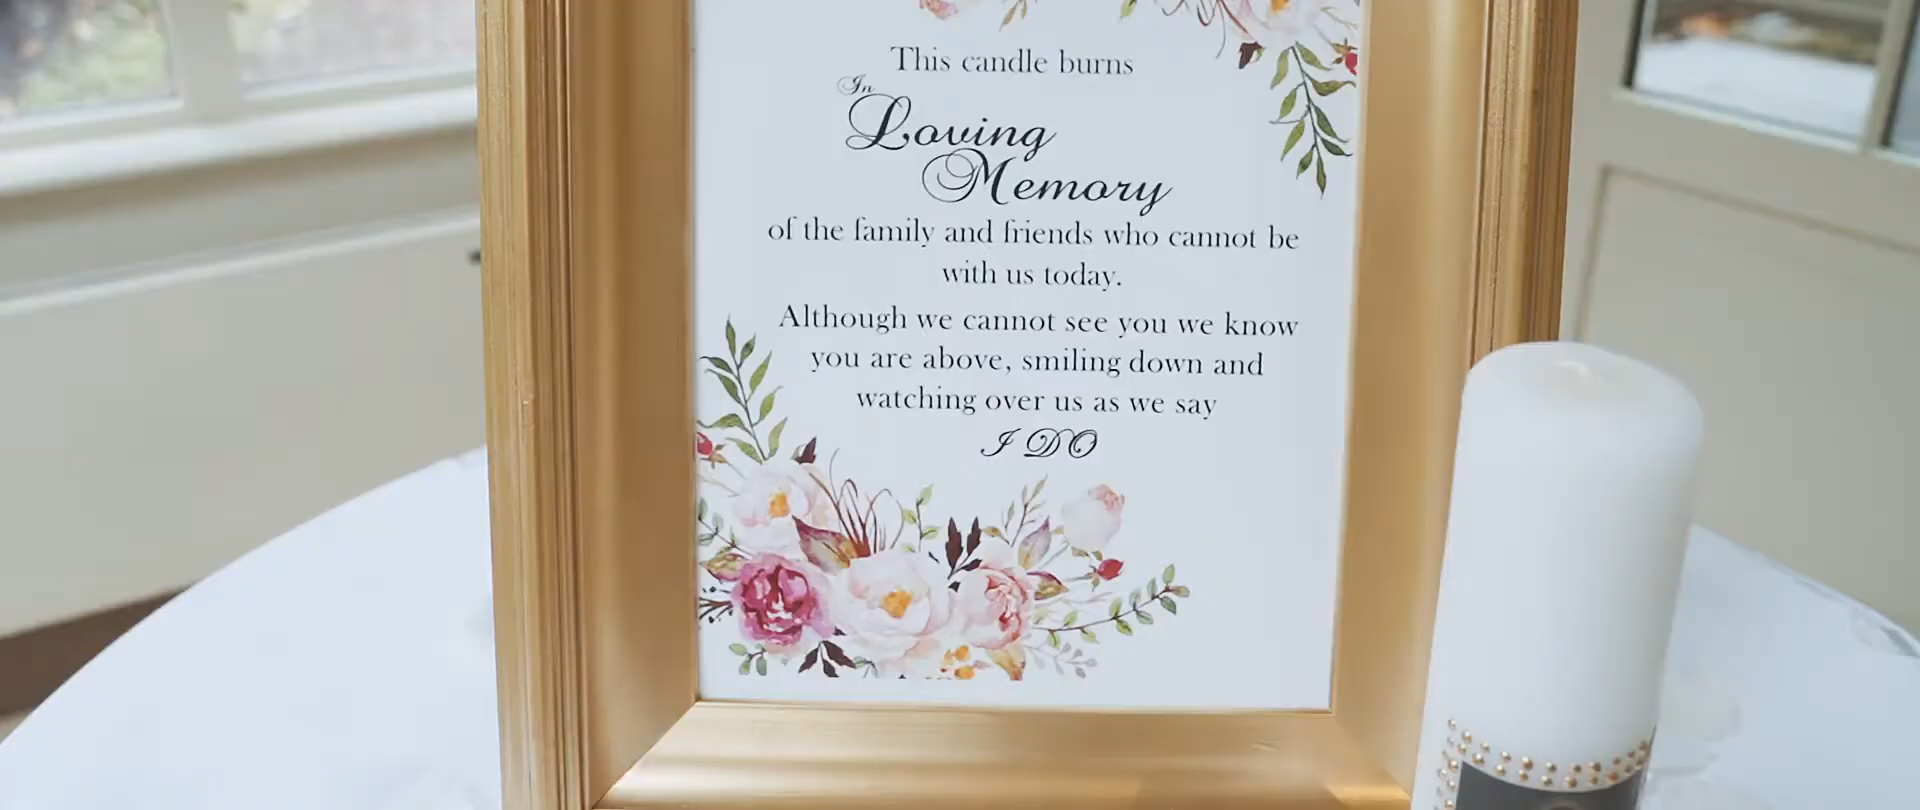 This candle burns
In
Loving
Memory
of the family and friends who cannot be
with us today.
Although we cannot see you we know
you are above, smiling down and
watching over us as we say
I DO